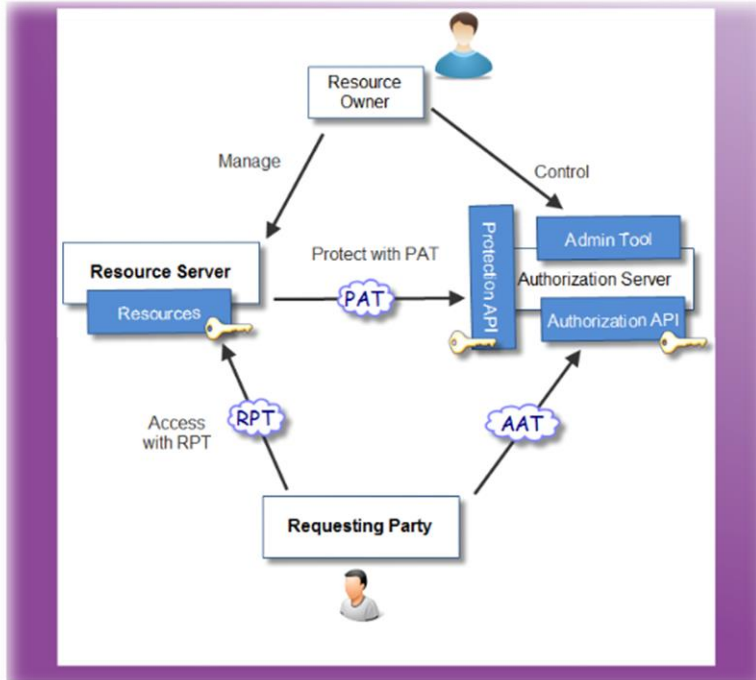 Resource
Owner
Manage
Control
Protection API
Admin Tool
Authorization Server
Authorization API
Protect with PAT
PAT
Resource Server
Resources
Access
with RPT
RPT
AAT
Requesting Party